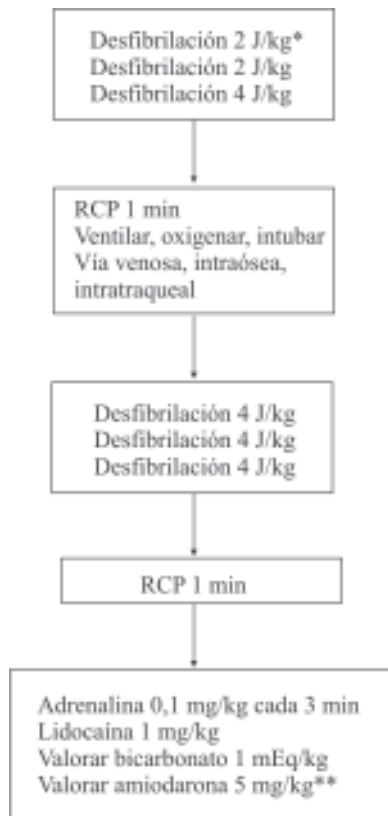 Desfibrilación 2 J/kg*
Desfibrilación 2 J/kg
Desfibrilación 4 J/kg
RCP 1 min
Ventilar, oxigenar, intubar
Vía venosa, intraósea,
intratraqueal
Desfibrilación 4 J/kg
Desfibrilación 4 J/kg
Desfibrilación 4 J/kg
RCP 1 min
Adrenalina 0,1 mg/kg cada 3 min
Lidocaína 1 mg/kg
Valorar bicarbonato 1 mEq/kg
Valorar amiodarona 5 mg/kg**